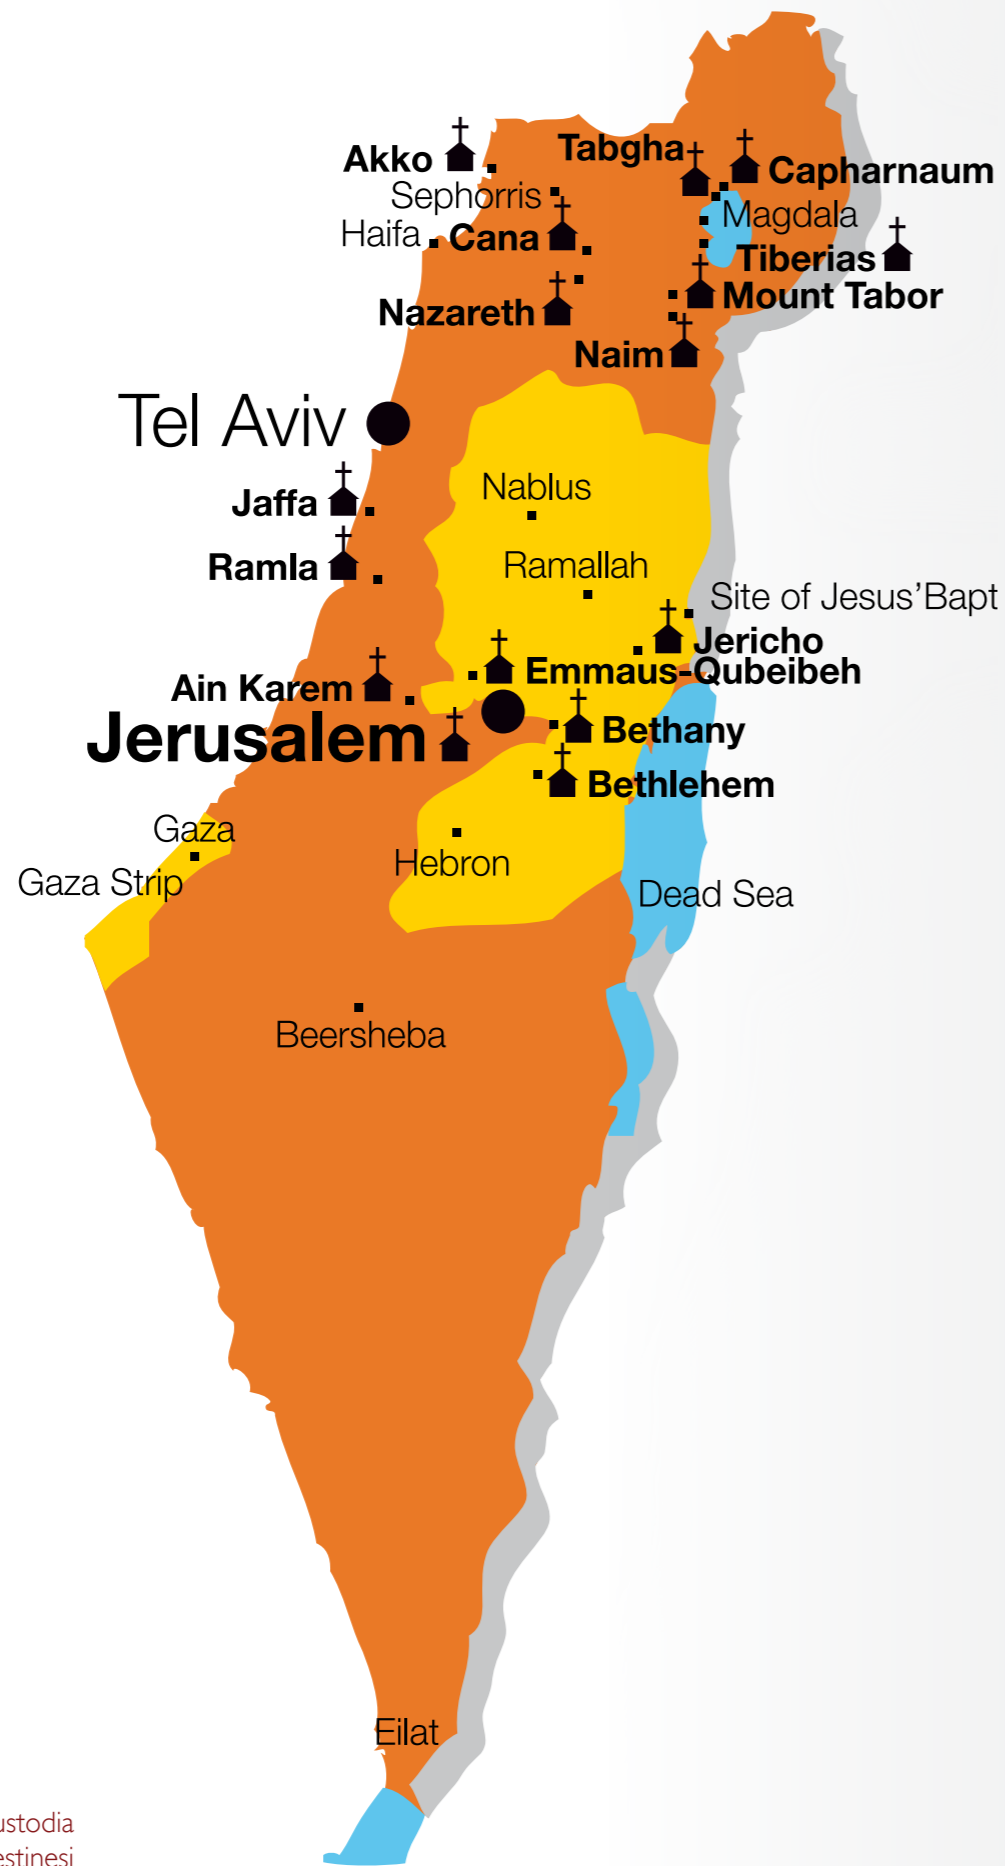 Akko
Tabgha
Capharnaum
Sephorris
Magdala
Haifa
Cana
Tiberias
Nazareth
Mount Tabor
Naim
Tel Aviv
Nablus
Jaffa
Ramla
Ramallah
Site of Jesus'Bapt
Jericho
Emmaus-Qubeibeh
Ain Karem
Jerusalem
Bethany
Bethlehem
Gaza
Hebron
Gaza Strip
Dead Sea
Beersheba
Eilat
ustodia
estinesi